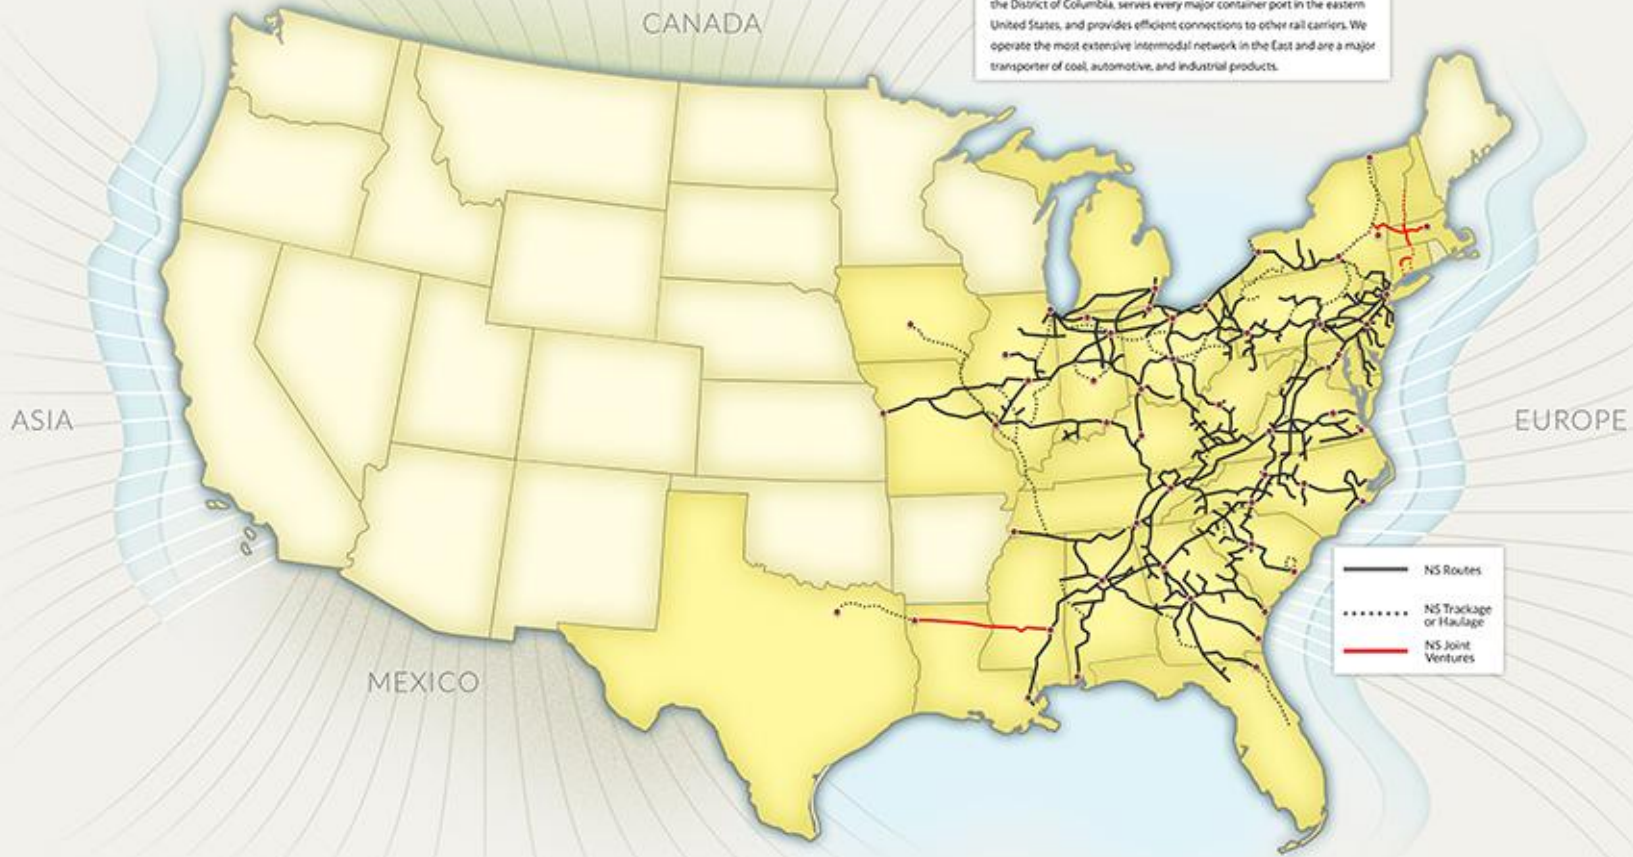 CANADA
the District of Columbia, serves every major container port in the eastern
United States, and provides efficient connections to other rail carriers. We
operate the most extensive intermodal network in the East and are a major
transporter of coal, automotive, and industrial products.
ASIA
EUROPE
NS Routes
NS Trackage
or Haulage
NS Joint
Ventures
MEXICO